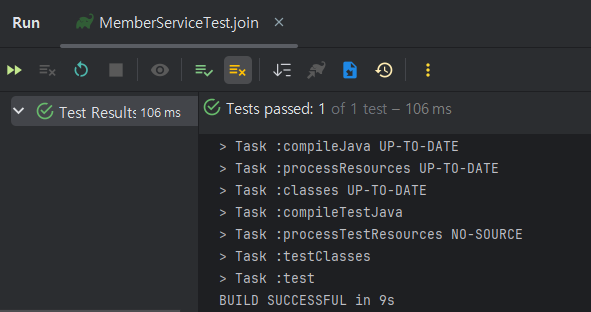 Run MemberServiceTest.join
Test Results 106 ms
Tests passed: 1 of 1 test – 106 ms
> Task :compileJava UP-TO-DATE
> Task :processResources UP-TO-DATE
> Task :classes UP-TO-DATE
> Task :compileTestJava
> Task :processTestResources NO-SOURCE
> Task :testClasses
> Task :test
BUILD SUCCESSFUL in 9s